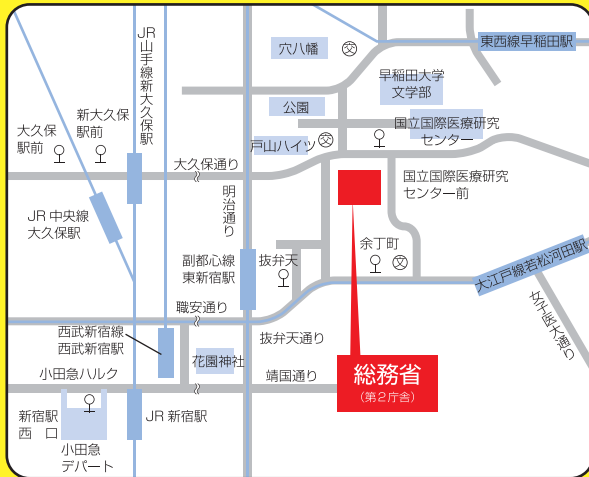 JR山手線新大久保駅
穴八幡
交
東西線早稲田駅
早稲田大学
文学部
公園
新大久保
駅前
大久保
駅前
国立国際医療研究
センター
戸山ハイツ
交
大久保通り
国立国際医療研究
センター前
明治通り
JR中央線
大久保駅
余丁町
文
副都心線
東新宿駅
抜弁天
大江戸線若松河田駅
女子医大通り
職安通り
西武新宿線
西武新宿駅
抜弁天通り
花園神社
小田急ハルク
靖国通り
総務省
(第2庁舎)
新宿駅
西 口
JR新宿駅
小田急
デパート